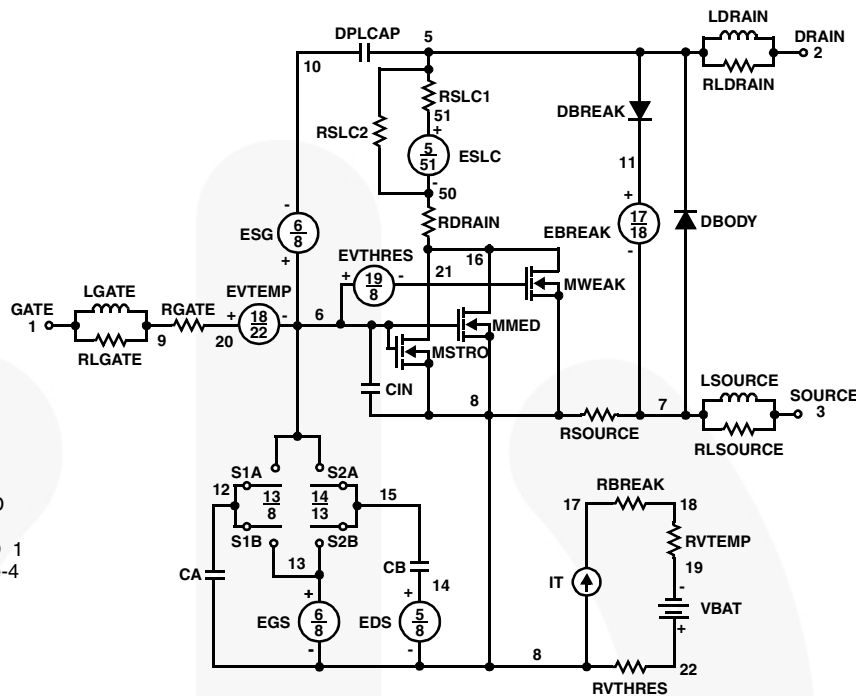 LDRAIN
DPLCAP 5 DRAIN
10 2
RLDRAIN
RSLC1
51
DBREAK
RSLC2
+
5
51
ESLC
-
11
50
-
+
17
18
6
8
ESG
RDRAIN
EBREAK
DBODY
+
-
EVTHRES
16
+
19
8
-
21
MWEAK
LGATE
EVTEMP
GATE
1
RGATE
+
18
22
-
6
MMED
9
20
RLGATE
MSTRO
CIN
LSOURCE
8
7
SOURCE
3
RSOURCE
RLSOURCE
S1A
S2A
RBREAK
12
13
8
14
13
15
17
18
0
S1B
S2B
RVTEMP
1
-4
13
CA
CB
19
IT
14
-
+
+
VBAT
EGS
6
8
EDS
5
8
+
-
-
8
22
RVTHRES